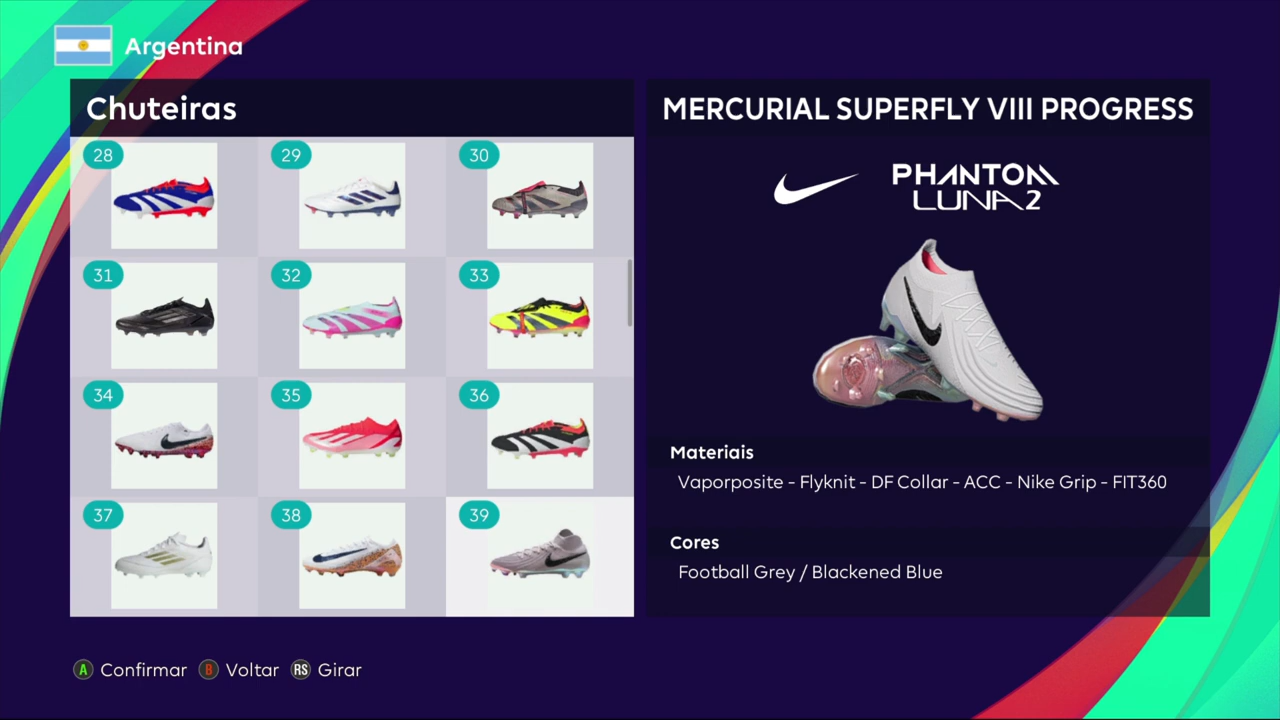 Argentina
Chuteiras
28
29
30
31
32
33
34
35
36
37
38
39
MERCURIAL SUPERFLY VIII PROGRESS
PHANTOM
LUNA 2
Materiais
Vaporposite - Flyknit - DF Collar - ACC - Nike Grip - FIT360
Cores
Football Grey / Blackened Blue
A Confirmar B Voltar RS Girar